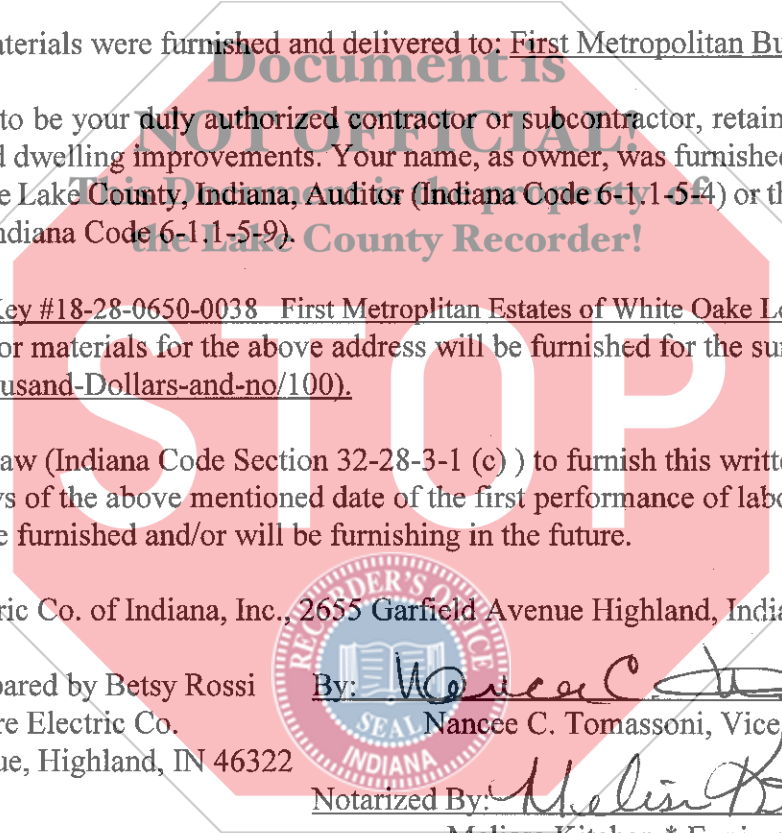 aterials were furnished and delivered to: First Metropolitan Bu
Document is
to be your duly authorized contractor or subcontractor, retain
NOT OFFICIAL!
d dwelling improvements. Your name, as owner, was furnished
This Document is the property of
e Lake County, Indiana, Auditor (Indiana Code 6-1.1-5-4) or th
ndiana Code 6-1.1-5-9).
the Lake County Recorder!
Key #18-28-0650-0038 First Metroplitan Estates of White Oake L
or materials for the above address will be furnished for the su
usand-Dollars-and-no/100).
STOP
aw (Indiana Code Section 32-28-3-1 (c) ) to furnish this writt
ys of the above mentioned date of the first performance of labo
e furnished and/or will be furnishing in the future.
ric Co. of Indiana, Inc., 2655 Garfield Avenue Highland, India
RECORDER'S OFFICE
SEAL
INDIANA
pared by Betsy Rossi By: Nancee C.
re Electric Co. Nancee C. Tomassoni, Vice
ue, Highland, IN 46322
Notarized By: Melissa